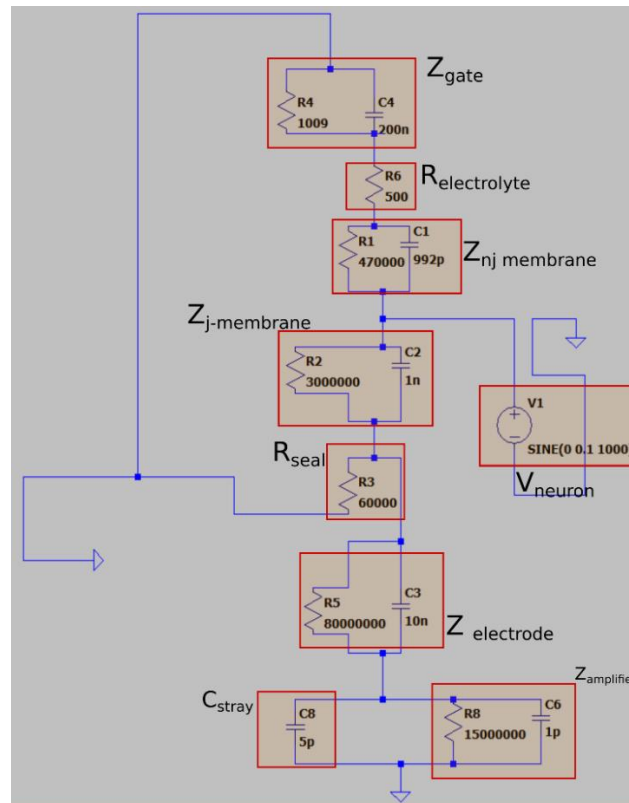 Zgate
R4
1009
C4
200n
Relectrolyte
R6
500
R1
470000
C1
992p
Znj membrane
Zj-membrane
R2
3000000
C2
1n
V1
SINE(0 0.1 1000
Vneuron
Rseal
R3
60000
R5
80000000
C3
10n
Z electrode
Cstray
C8
5p
Zamplifie
R8
15000000
C6
1p